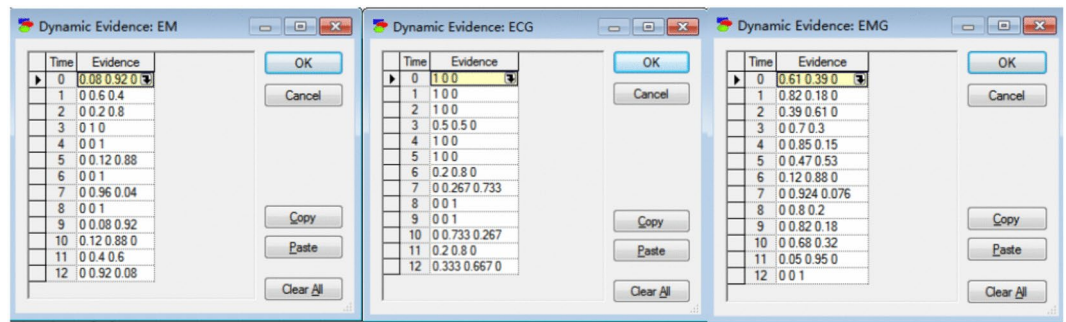 Dynamic Evidence: EM
Time Evidence
0 0.08 0.92 0
1 0 0.6 0.4
2 0 0.2 0.8
3 0 1 0
4 0 0 1
5 0 0.12 0.88
6 0 0 1
7 0 0.96 0.04
8 0 0 1
9 0 0.08 0.92
10 0.12 0.88 0
11 0 0.4 0.6
12 0 0.92 0.08
OK
Cancel
Copy
Paste
Clear All
Dynamic Evidence: ECG
Time Evidence
0 1 0 0
1 1 0 0
2 1 0 0
3 0.5 0.5 0
4 1 0 0
5 1 0 0
6 0.2 0.8 0
7 0 0.267 0.733
8 0 0 1
9 0 0 1
10 0 0.733 0.267
11 0.2 0.8 0
12 0.333 0.667 0
OK
Cancel
Copy
Paste
Clear All
Dynamic Evidence: EMG
Time Evidence
0 0.61 0.39 0
1 0.82 0.18 0
2 0.39 0.61 0
3 0 0.7 0.3
4 0 0.85 0.15
5 0 0.47 0.53
6 0.12 0.88 0
7 0 0.924 0.076
8 0 0.8 0.2
9 0 0.82 0.18
10 0 0.68 0.32
11 0.05 0.95 0
12 0 0 1
OK
Cancel
Copy
Paste
Clear All